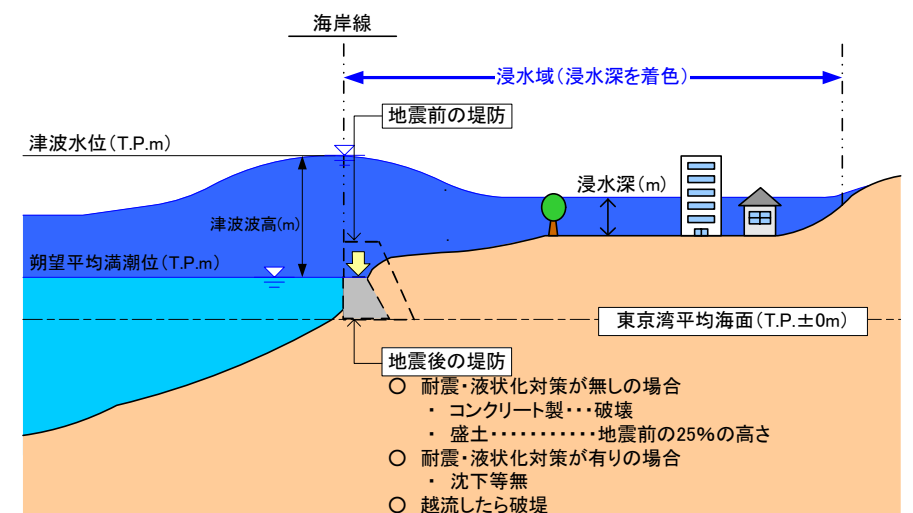 海岸線
浸水域(浸水深を着色)
地震前の堤防
津波水位(T.P.m)
浸水深(m)
津波波高(m)
朔望平均満潮位(T.P.m)
東京湾平均海面(T.P.±0m)
地震後の堤防
○ 耐震・液状化対策が無しの場合
・ コンクリート製・・・破壊
・ 盛土・・・・・・・・・・・地震前の25%の高さ
○ 耐震・液状化対策が有りの場合
・ 沈下等無
○ 越流したら破堤